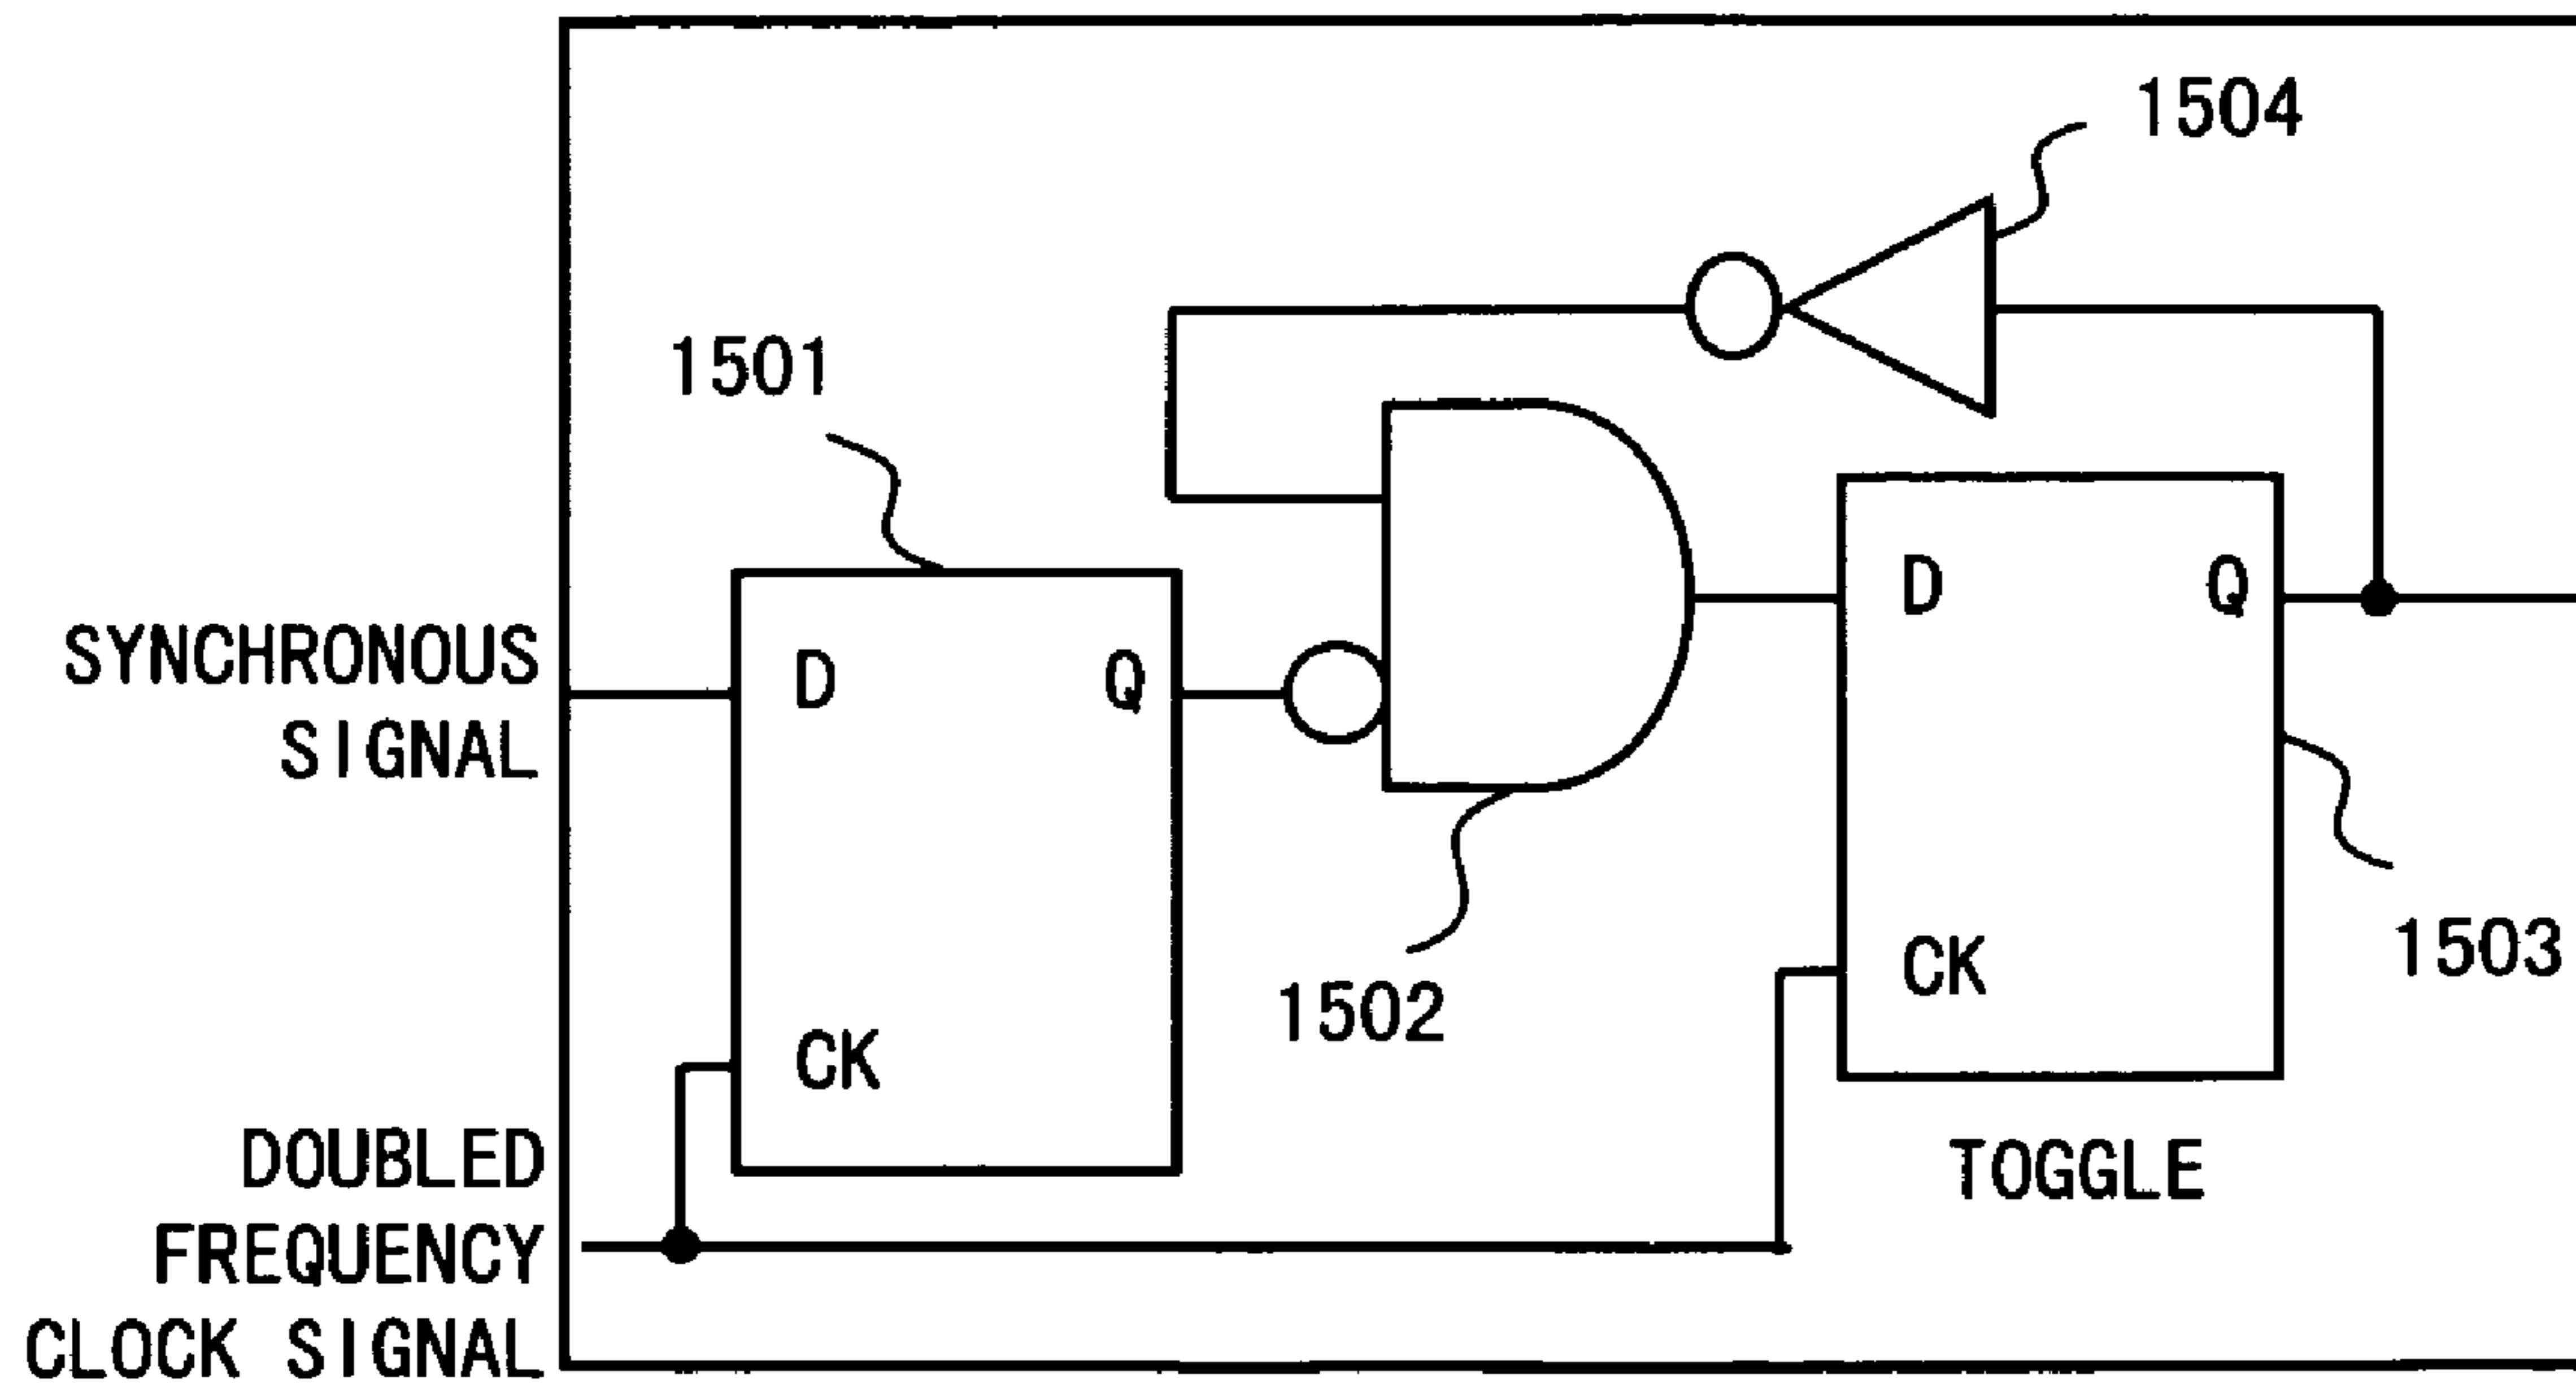 1504
1501
SYNCHRONOUS
SIGNAL
D
Q
CK
D
Q
CK
1503
1502
TOGGLE
DOUBLED
FREQUENCY
CLOCK SIGNAL